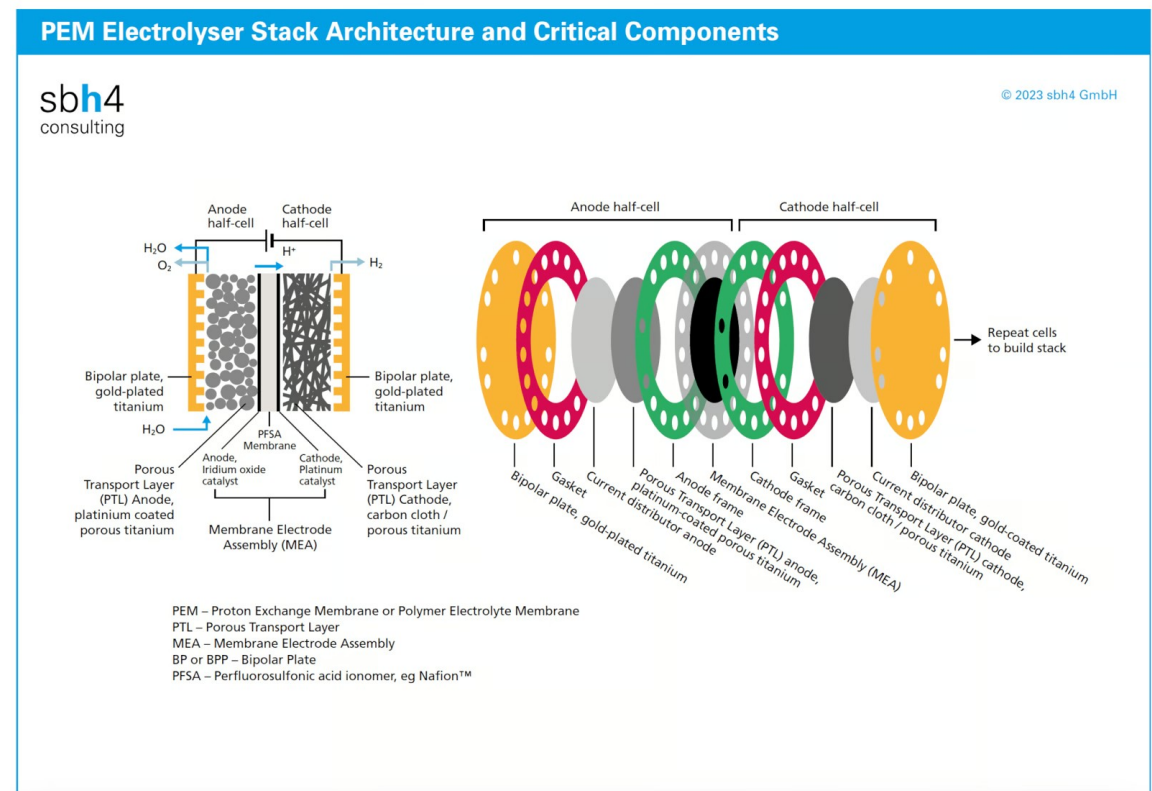 PEM Electrolyser Stack Architecture and Critical Components
sbh4
consulting
© 2023 sbh4 GmbH
Anode
half-cell
Cathode
half-cell
H₂O
O₂
H⁺
H₂
Bipolar plate,
gold-plated
titanium
Bipolar plate,
gold-plated
titanium
H₂O
PFSA
Membrane
Anode,
Iridium oxide
catalyst
Cathode,
Platinum
catalyst
Porous
Transport Layer
(PTL) Anode,
platinium coated
porous titanium
Porous
Transport Layer
(PTL) Cathode,
carbon cloth /
porous titanium
Membrane Electrode
Assembly (MEA)
Anode half-cell
Cathode half-cell
Repeat cells
to build stack
Bipolar plate, gold-plated titanium
Gasket
Current distributor anode
Porous Transport Layer (PTL) anode,
platinum-coated porous titanium
Anode frame
Membrane Electrode Assembly (MEA)
Cathode frame
Gasket
Porous Transport Layer (PTL) cathode,
carbon cloth / porous titanium
Current distributor cathode
Bipolar plate, gold-coated titanium
PEM – Proton Exchange Membrane or Polymer Electrolyte Membrane
PTL – Porous Transport Layer
MEA – Membrane Electrode Assembly
BP or BPP – Bipolar Plate
PFSA – Perfluorosulfonic acid ionomer, eg Nafion™